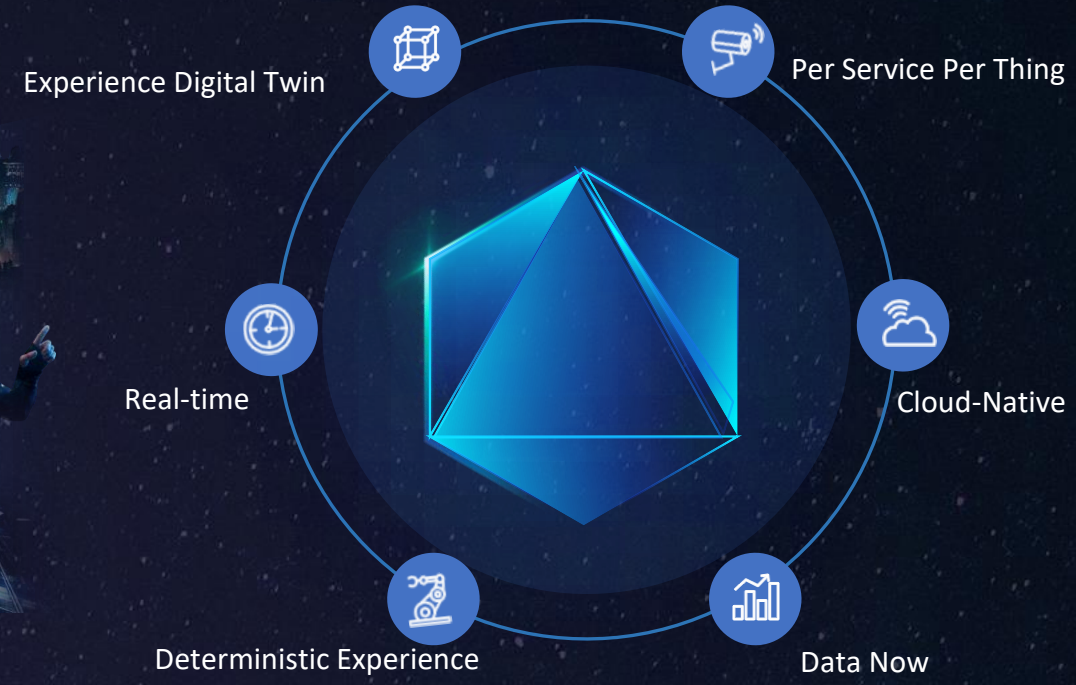 Experience Digital Twin
Per Service Per Thing
Real-time
Cloud-Native
Deterministic Experience
Data Now